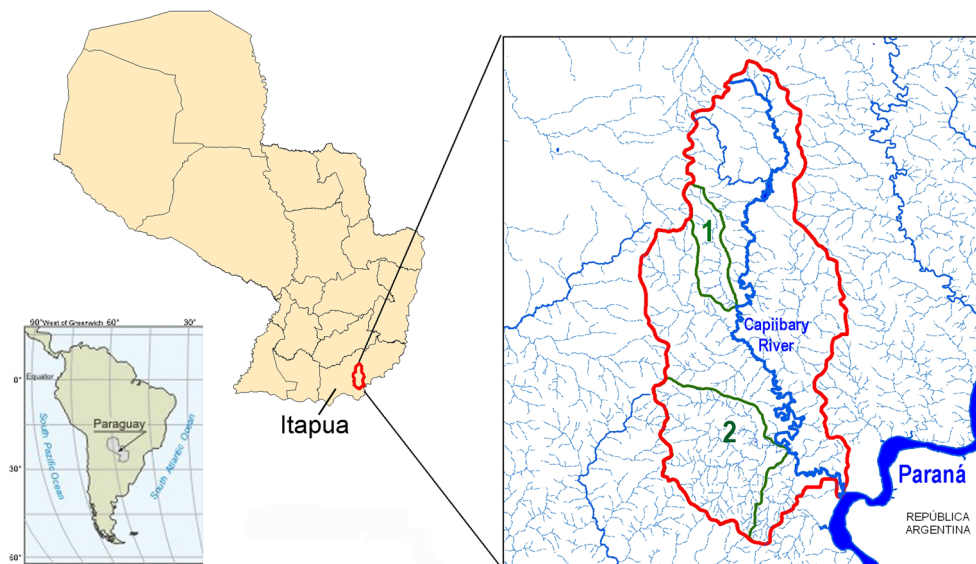 90° West of Greenwich 60° 30°
Equator
0°
Paraguay
South Pacific Ocean
South Atlantic Ocean
30°
60°
Itapua
1
Capiibary
River
2
Paraná
REPÚBLICA
ARGENTINA